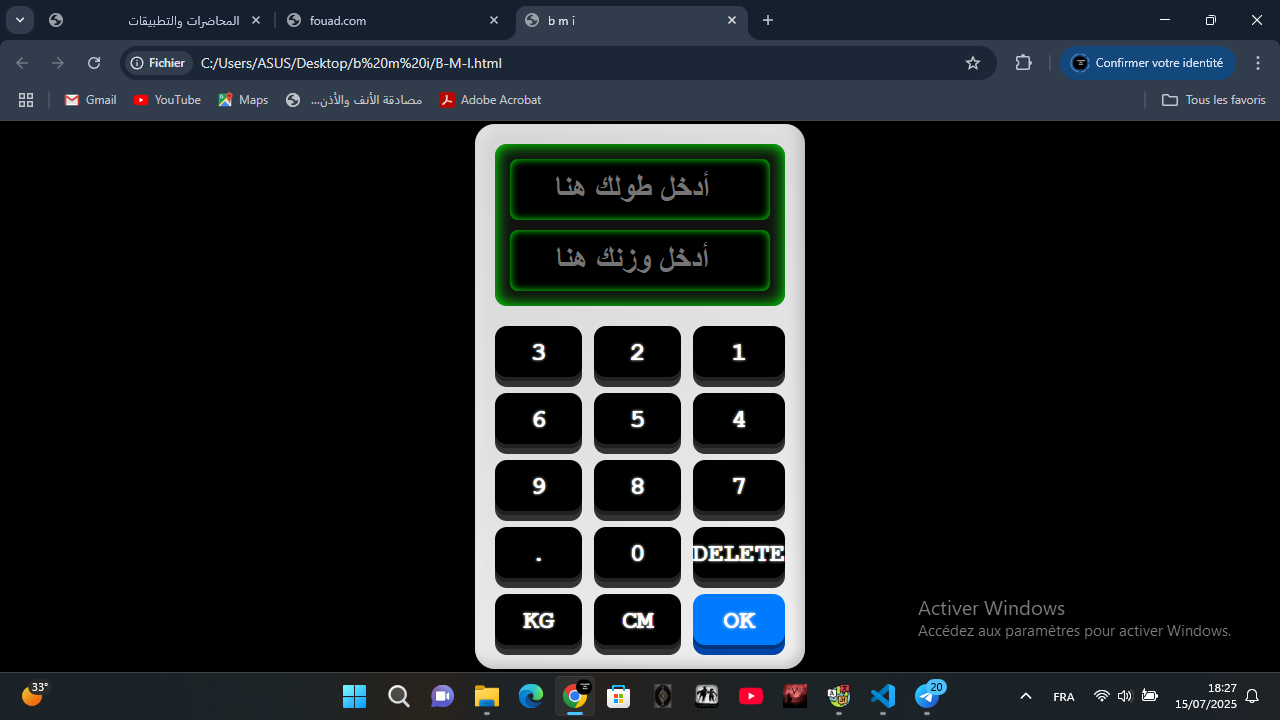 المحاضرات والتطبيقات
fouad.com
b m i
Fichier
C:/Users/ASUS/Desktop/b%20m%20i/B-M-I.html
Confirmer votre identité
Gmail
YouTube
Maps
مصادقة الأنف والأذن...
Adobe Acrobat
Tous les favoris
أدخل طولك هنا
أدخل وزنك هنا
3 2 1
6 5 4
9 8 7
. 0 DELETE
KG CM OK
Activer Windows
Accédez aux paramètres pour activer Windows.
33°
20
FRA
18:27
15/07/2025